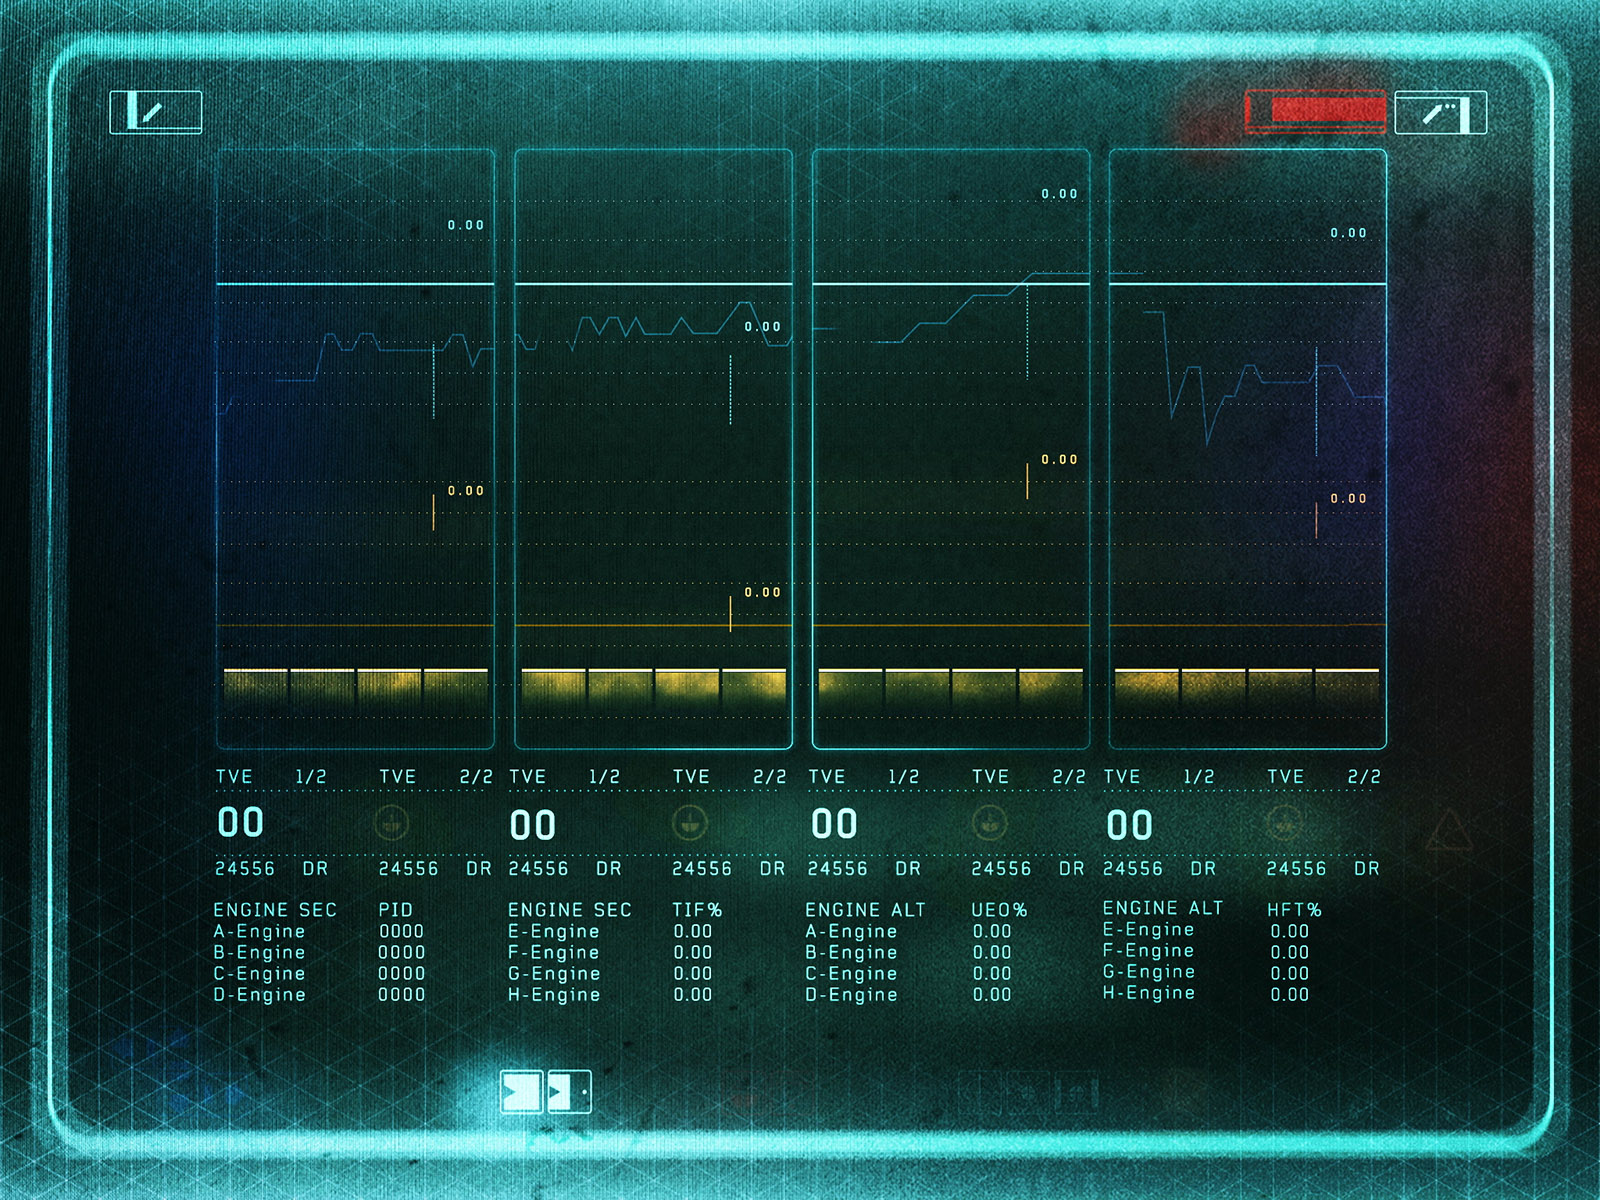 0.00
0.00
0.00
0.00
0.00
0.00
0.00
0.00
TVE 1/2 TVE 2/2 TVE 1/2 TVE 2/2 TVE 1/2 TVE 2/2 TVE 1/2 TVE 2/2
00 00 00 00
24556 DR 24556 DR 24556 DR 24556 DR 24556 DR 24556 DR 24556 DR 24556 DR
ENGINE SEC PID ENGINE SEC TIF% ENGINE ALT UEO% ENGINE ALT HFT%
A-Engine 0000 E-Engine 0.00 A-Engine 0.00 E-Engine 0.00
B-Engine 0000 F-Engine 0.00 B-Engine 0.00 F-Engine 0.00
C-Engine 0000 G-Engine 0.00 C-Engine 0.00 G-Engine 0.00
D-Engine 0000 H-Engine 0.00 D-Engine 0.00 H-Engine 0.00